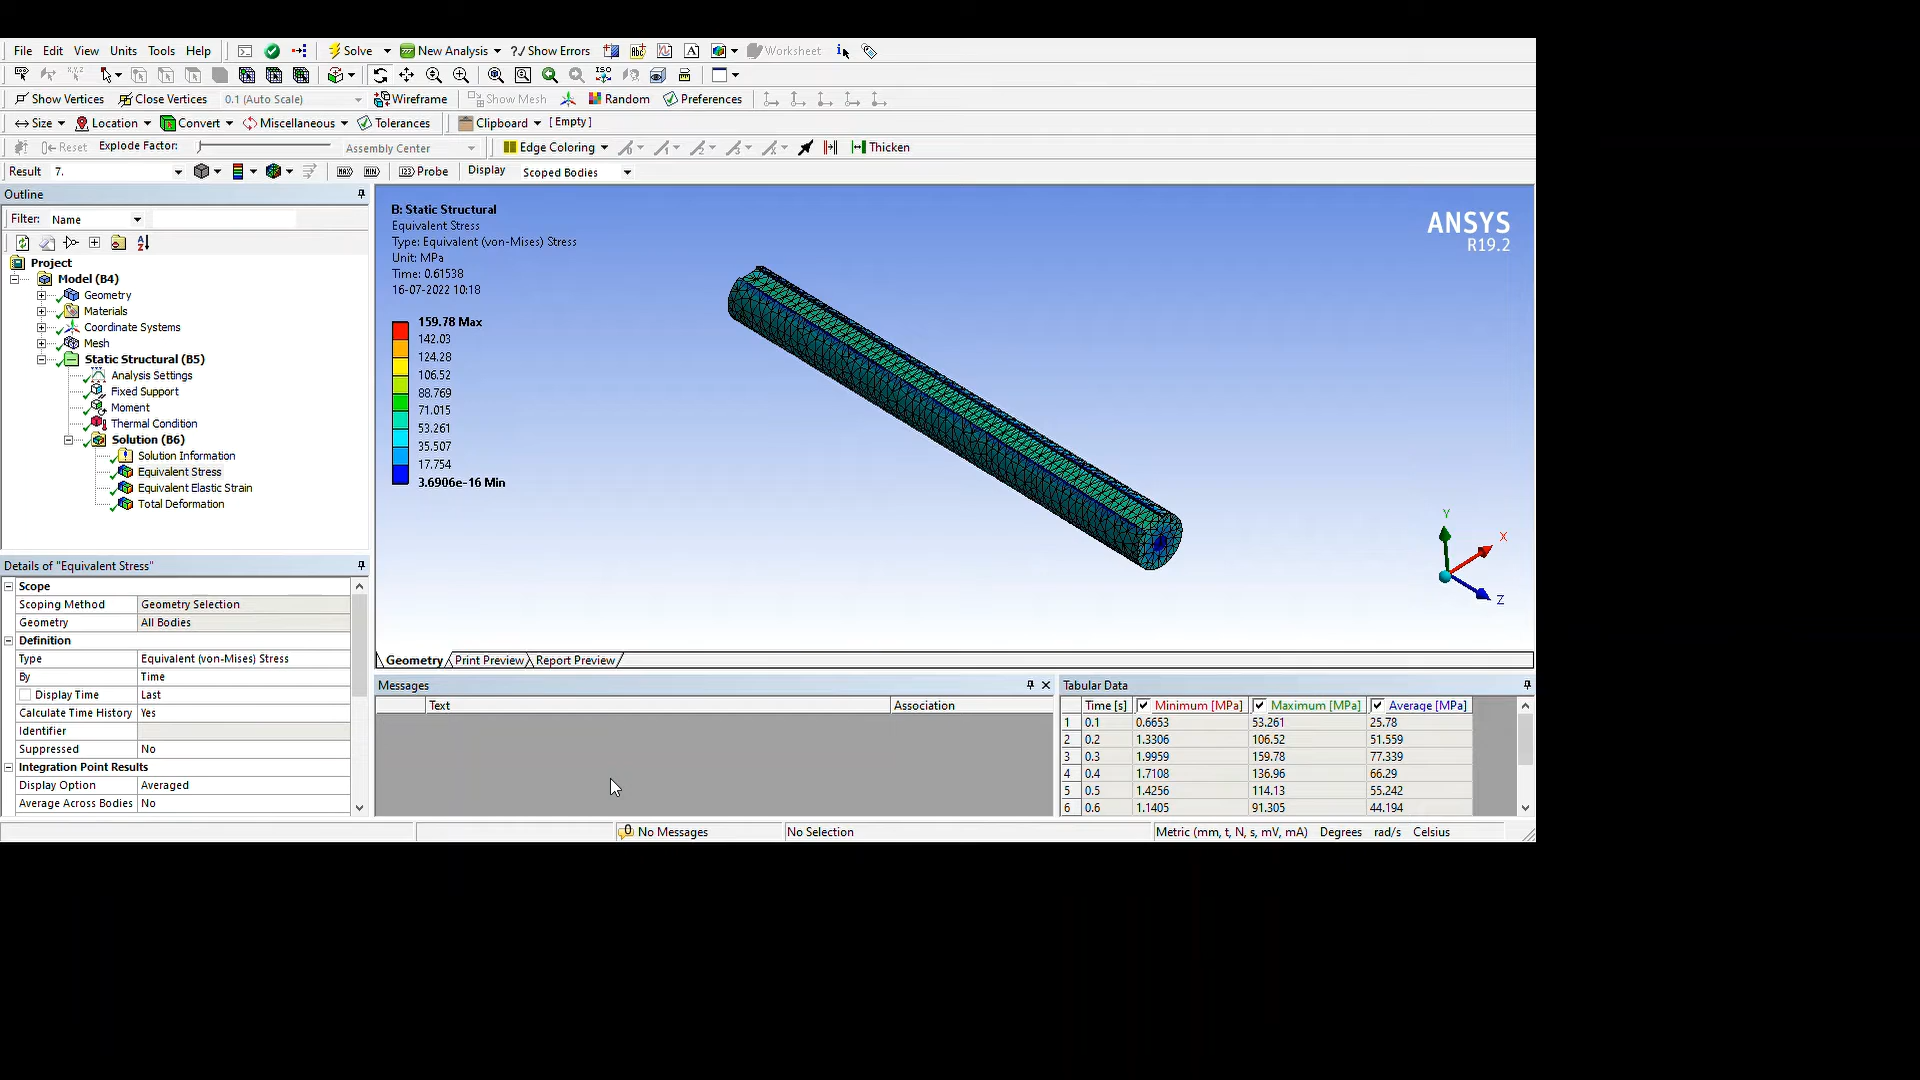 File Edit View Units Tools Help Solve New Analysis ?/ Show Errors Worksheet
Show Vertices Close Vertices 0.1 (Auto Scale) Wireframe Show Mesh Random Preferences
Size Location Convert Miscellaneous Tolerances Clipboard [ Empty ]
Reset Explode Factor: Assembly Center Edge Coloring Thicken
Result 7. MAX MIN Probe Display Scoped Bodies
Outline
Filter: Name
Project
Model (B4)
Geometry
Materials
Coordinate Systems
Mesh
Static Structural (B5)
Analysis Settings
Fixed Support
Moment
Thermal Condition
Solution (B6)
Solution Information
Equivalent Stress
Equivalent Elastic Strain
Total Deformation
Details of "Equivalent Stress"
Scope
Scoping Method Geometry Selection
Geometry All Bodies
Definition
Type Equivalent (von-Mises) Stress
By Time
Display Time Last
Calculate Time History Yes
Identifier
Suppressed No
Integration Point Results
Display Option Averaged
Average Across Bodies No
B: Static Structural
Equivalent Stress
Type: Equivalent (von-Mises) Stress
Unit: MPa
Time: 0.61538
16-07-2022 10:18
159.78 Max
142.03
124.28
106.52
88.769
71.015
53.261
35.507
17.754
3.6906e-16 Min
ANSYS
R19.2
Y
X
Z
Geometry Print Preview Report Preview
Messages
Text Association
Tabular Data
Time [s] Minimum [MPa] Maximum [MPa] Average [MPa]
1 0.1 0.6653 53.261 25.78
2 0.2 1.3306 106.52 51.559
3 0.3 1.9959 159.78 77.339
4 0.4 1.7108 136.96 66.29
5 0.5 1.4256 114.13 55.242
6 0.6 1.1405 91.305 44.194
0 No Messages No Selection Metric (mm, t, N, s, mV, mA) Degrees rad/s Celsius